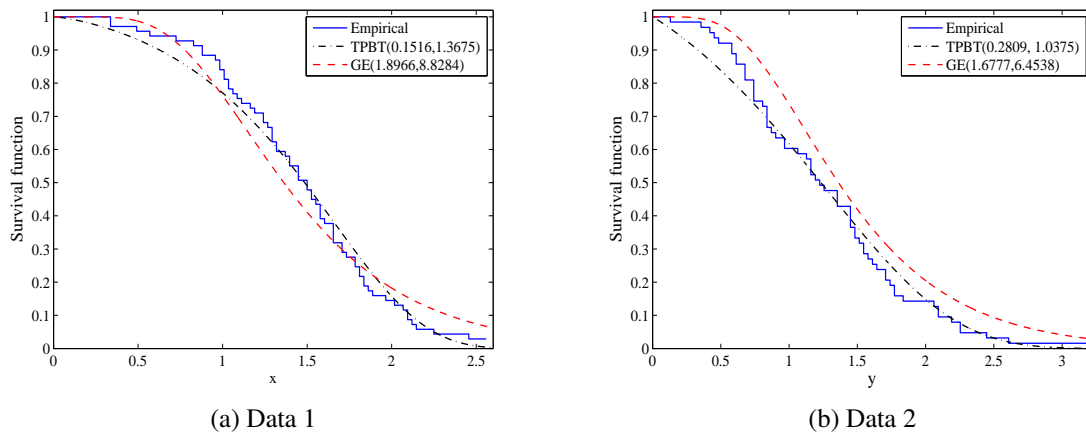 1
0.9
0.8
0.7
0.6
0.5
0.4
0.3
0.2
0.1
0
Survival function
0 0.5 1 1.5 2 2.5
x
Empirical
TPBT(0.1516,1.3675)
GE(1.8966,8.8284)
(a) Data 1
1
0.9
0.8
0.7
0.6
0.5
0.4
0.3
0.2
0.1
0
Survival function
0 0.5 1 1.5 2 2.5 3
y
Empirical
TPBT(0.2809, 1.0375)
GE(1.6777,6.4538)
(b) Data 2